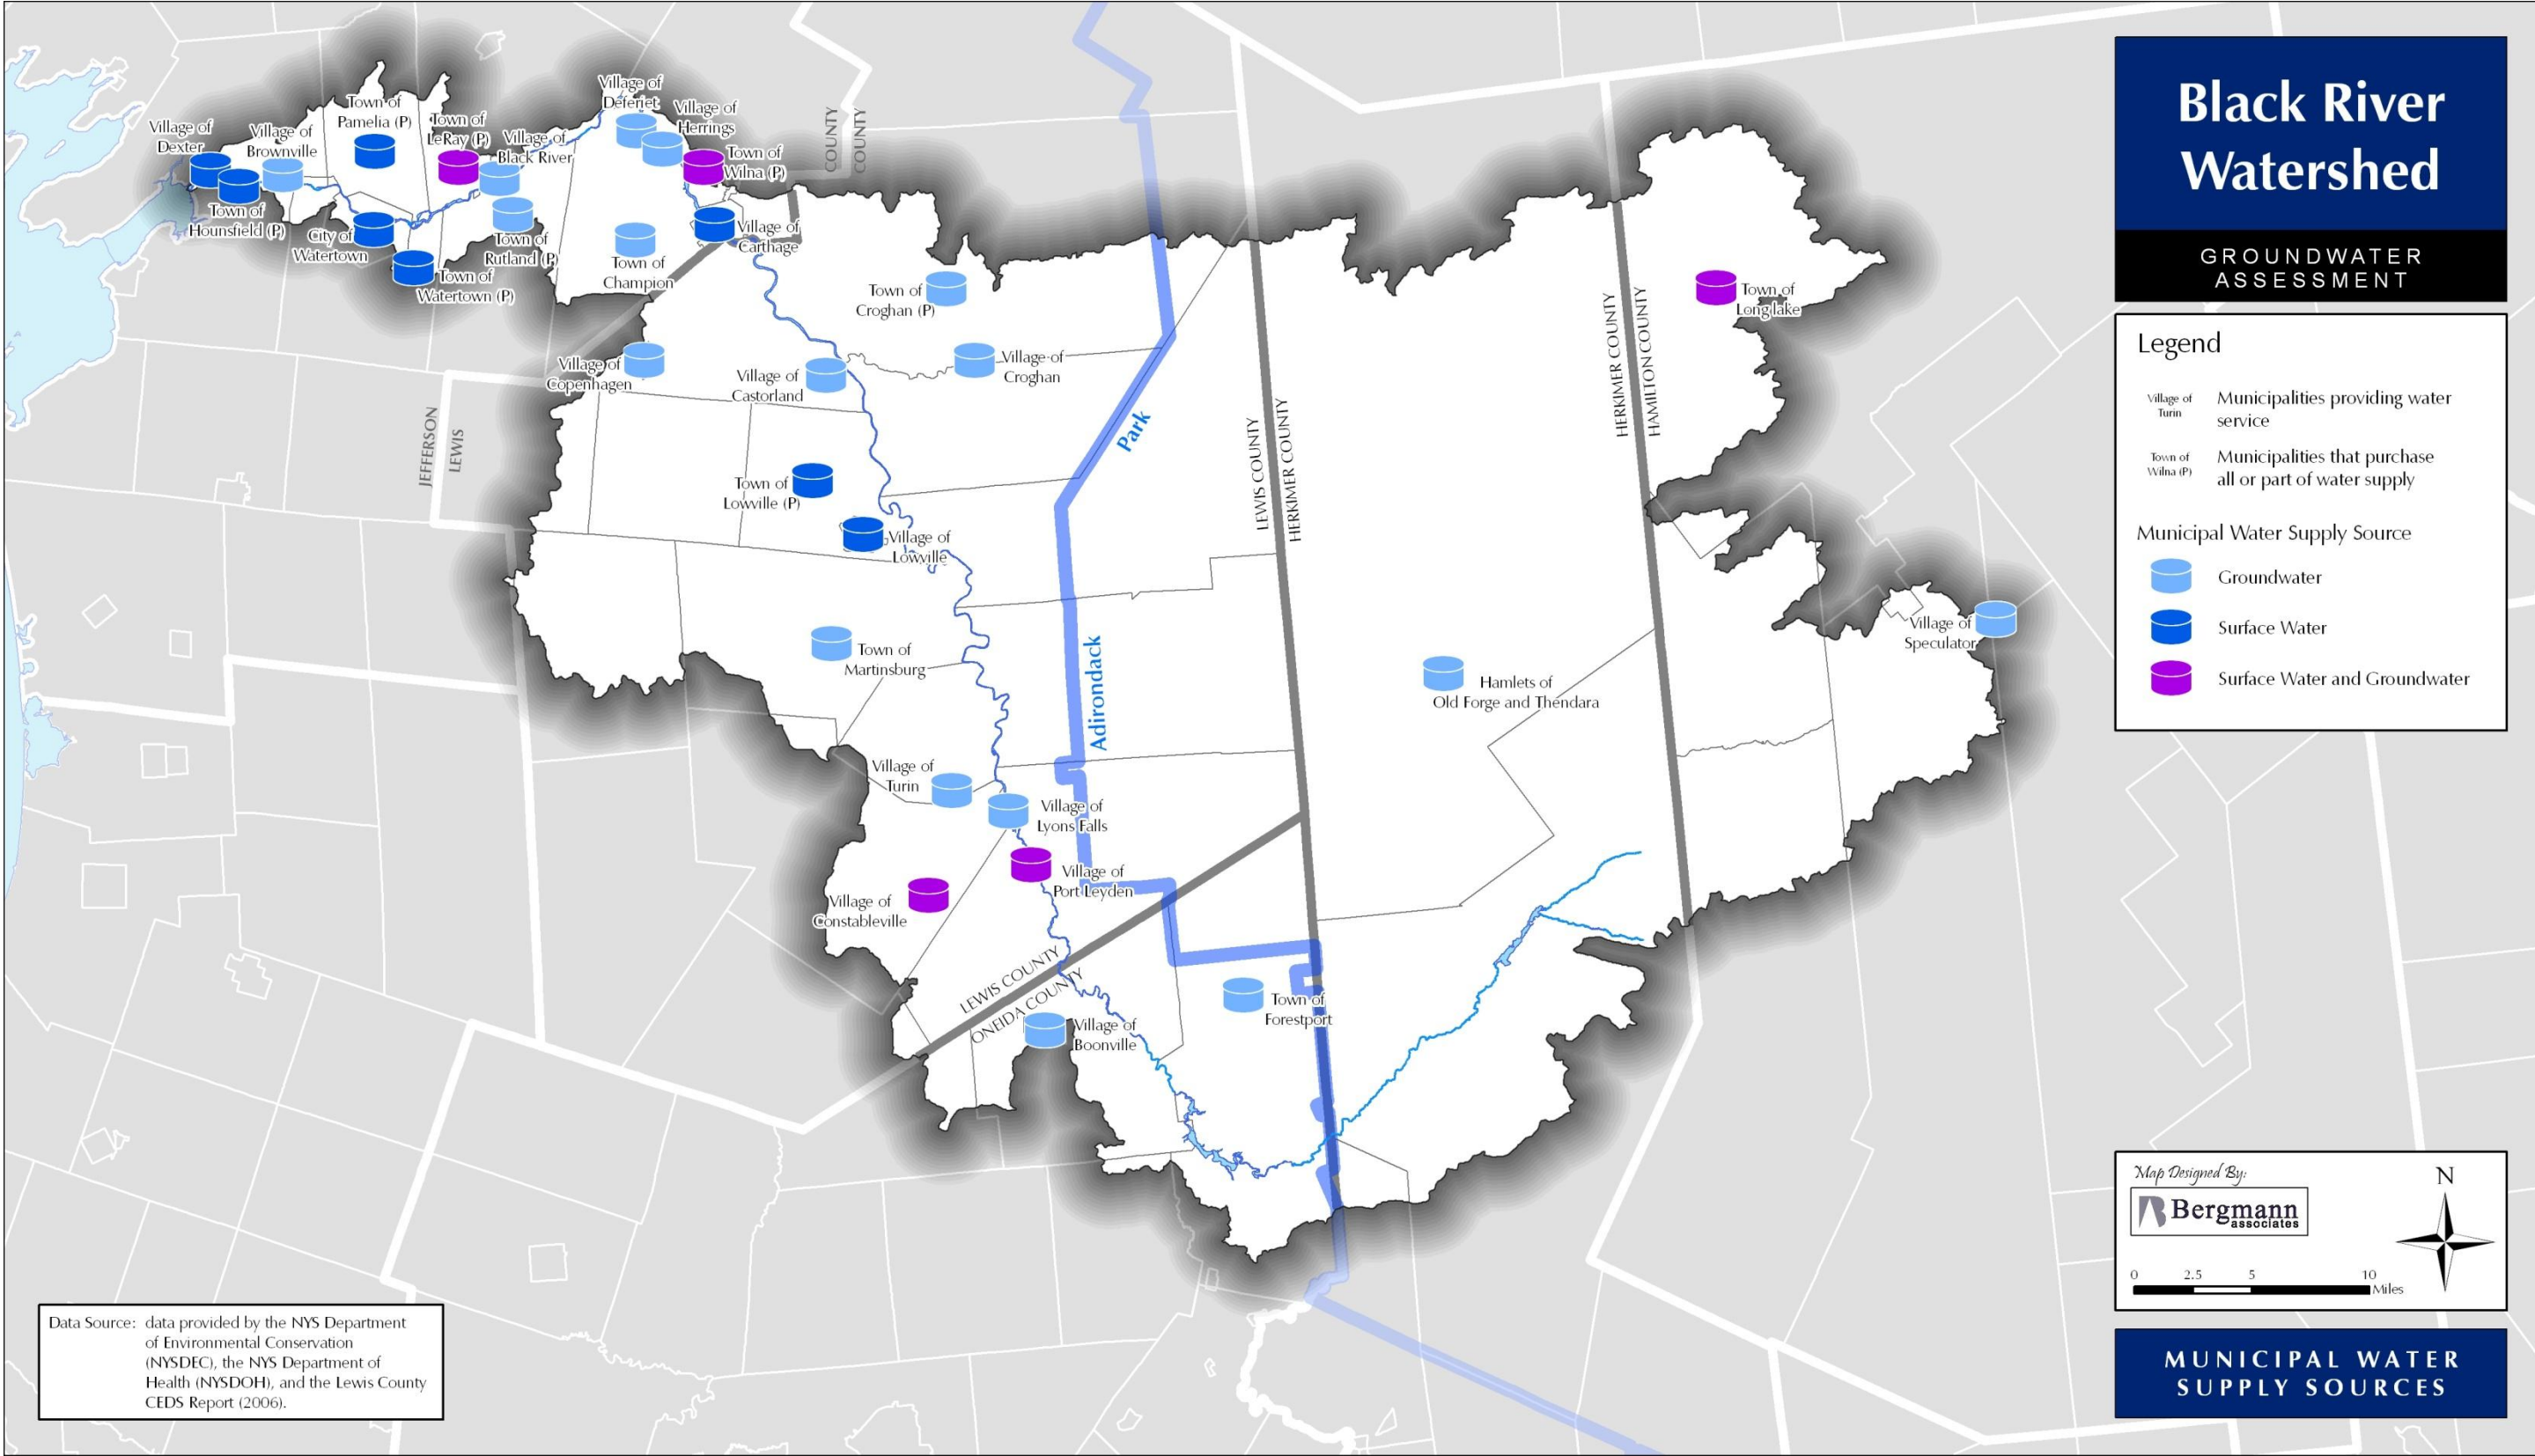 Black River
Watershed
GROUNDWATER
ASSESSMENT
Legend
Village of
Turin
Municipalities providing water
service
Town of
Wilna (P)
Municipalities that purchase
all or part of water supply
Municipal Water Supply Source
Groundwater
Surface Water
Surface Water and Groundwater
Village of
Dexter
Village of
Brownville
Town of
Pamelia (P)
Town of
LeRay (P)
Village of
Black River
Village of
Deferiet
Village of
Herrings
Town of
Wilna (P)
COUNTY
COUNTY
Town of
Hounsfield (P)
City of
Watertown
Town of
Watertown (P)
Town of
Rutland (P)
Town of
Champion
Village of
Carthage
Town of
Croghan (P)
Town of
Longlake
Village of
Copenhagen
Village of
Castorland
Village of
Croghan
JEFFERSON
LEWIS
Park
LEWIS COUNTY
HERKIMER COUNTY
HERKIMER COUNTY
HAMILTON COUNTY
Town of
Lowville (P)
Village of
Lowville
Town of
Martinsburg
Adirondack
Village of
Speculator
Hamlets of
Old Forge and Thendara
Village of
Turin
Village of
Lyons Falls
Village of
Port Leyden
Village of
Constableville
LEWIS COUNTY
ONEIDA COUNTY
Town of
Forestport
Village of
Boonville
Data Source: data provided by the NYS Department
of Environmental Conservation
(NYSDEC), the NYS Department of
Health (NYSDOH), and the Lewis County
CEDS Report (2006).
Map Designed By:
Bergmann
associates
N
0 2.5 5 10
Miles
MUNICIPAL WATER
SUPPLY SOURCES